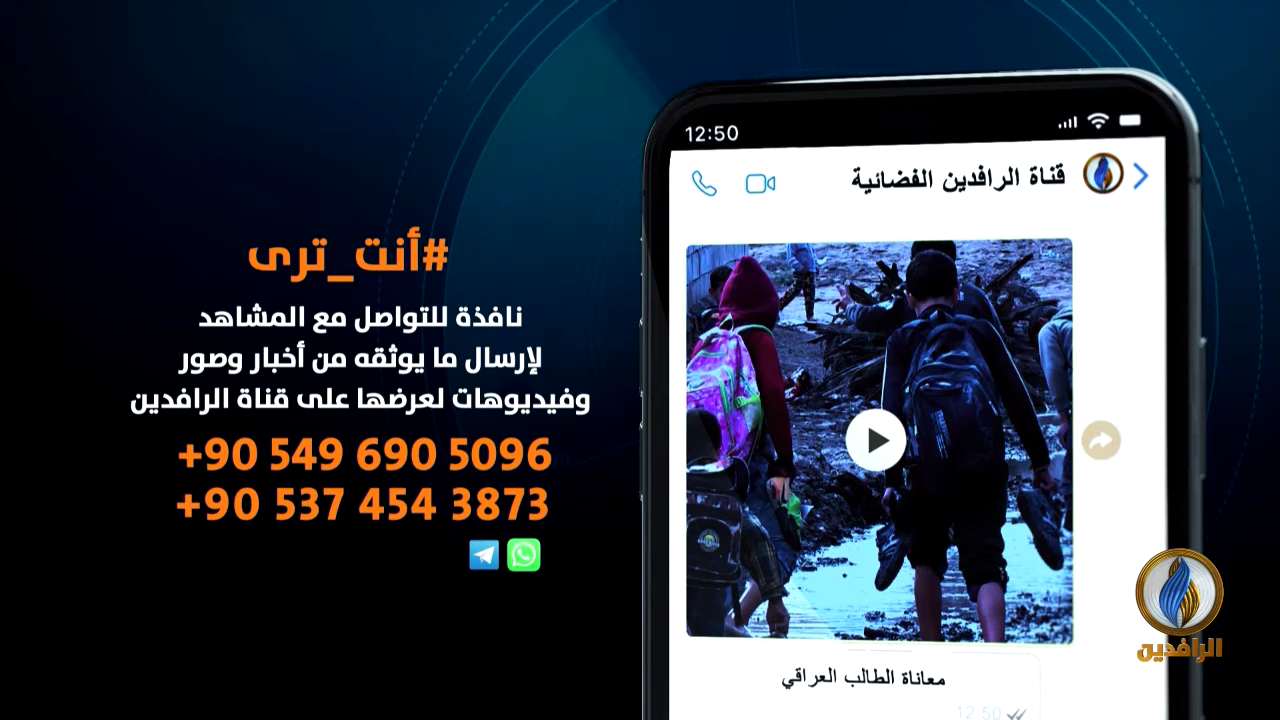 #أنت_ترى
نافذة للتواصل مع المشاهد
لإرسال ما يوثقه من أخبار وصور
وفيديوهات لعرضها على قناة الرافدين
+90 549 690 5096
+90 537 454 3873
12:50
قناة الرافدين الفضائية
معاناة الطالب العراقي
12:50
الرافدين